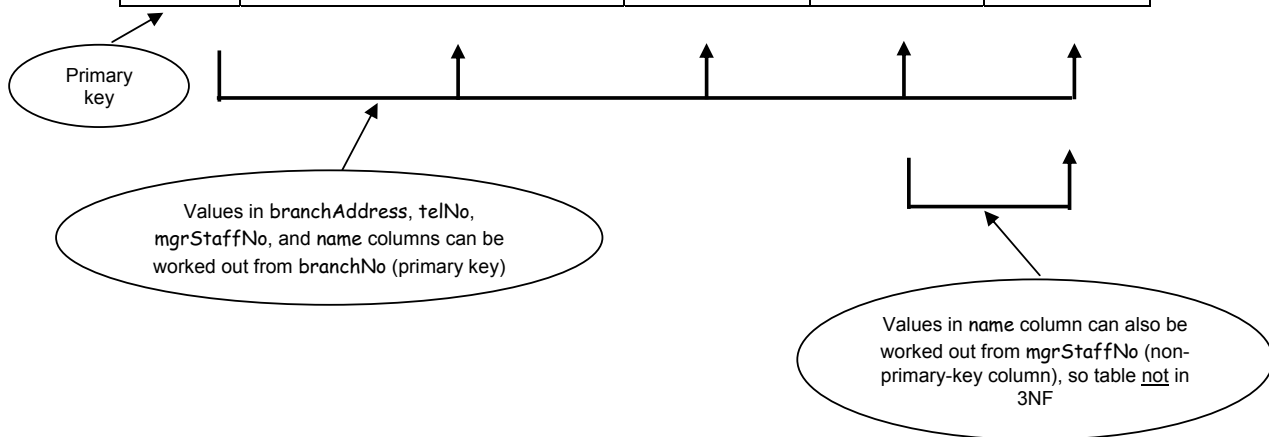 Primary
key
Values in branchAddress, telNo,
mgrStaffNo, and name columns can be
worked out from branchNo (primary key)
Values in name column can also be
worked out from mgrStaffNo (non-
primary-key column), so table not in
3NF